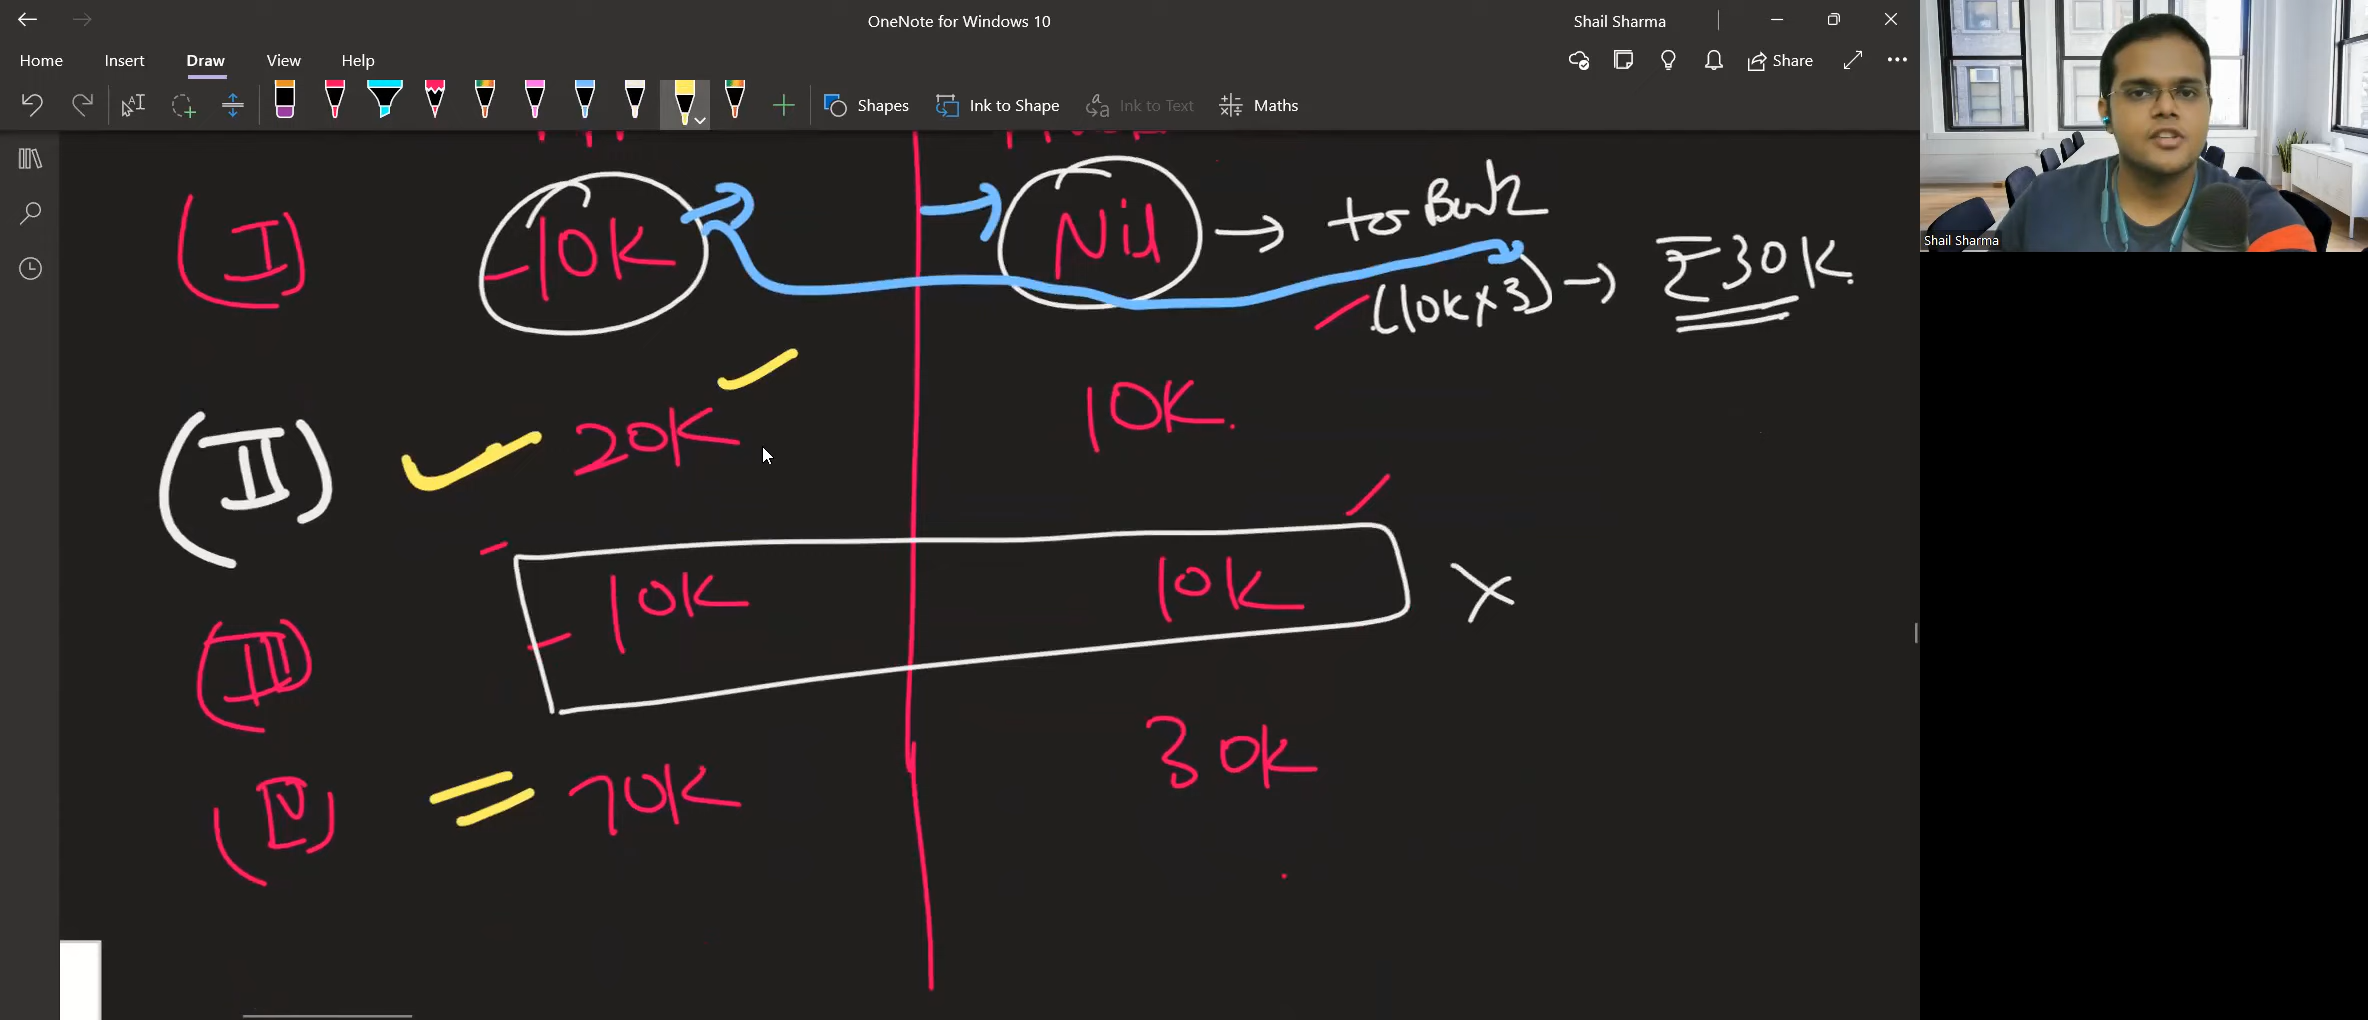 OneNote for Windows 10
Shail Sharma
Home Insert Draw View Help
Share
Shapes Ink to Shape Ink to Text Maths
Shail Sharma
(I) -10K Nil → to Bank
(10K x 3) → ₹30K.
(II) 20K 10K.
(III) 10K 10K X
(IV) = 70K 30K